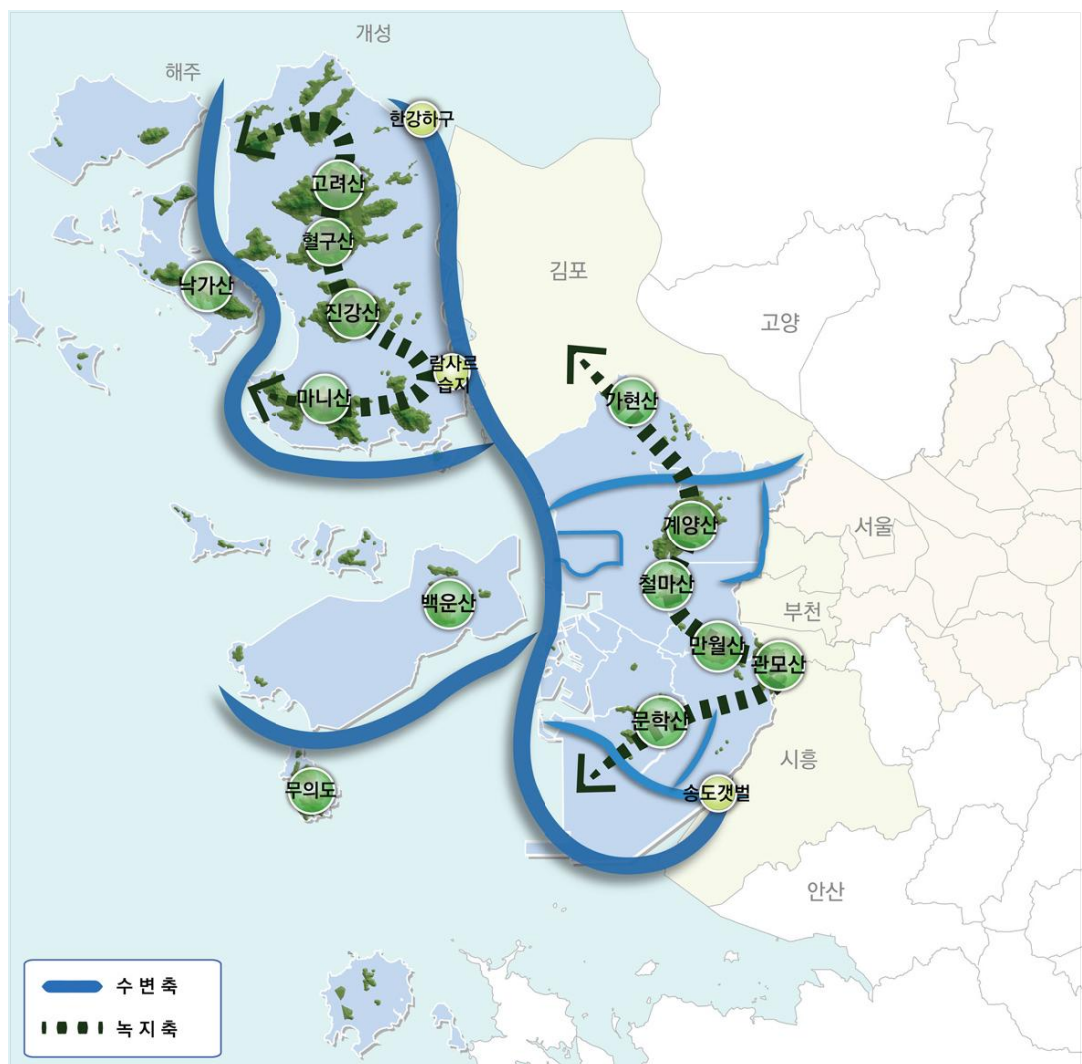 개성
해주
한강하구
고려산
혈구산
김포
낙가산
진강산
고양
람사르
습지
마니산
가현산
계양산
서울
철마산
백운산
부천
만월산
관모산
문학산
시흥
무의도
송도갯벌
안산
수 변 축
녹 지 축